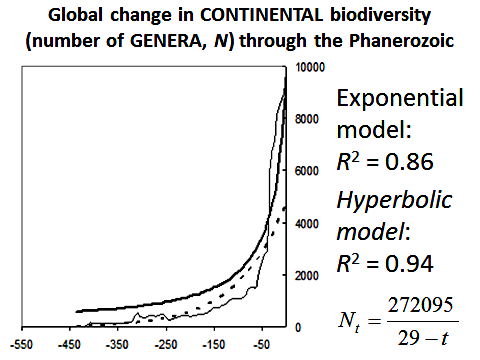 Global change in CONTINENTAL biodiversity
(number of GENERA, N) through the Phanerozoic
10000
8000
6000
4000
2000
0
-550 -450 -350 -250 -150 -50
Exponential
model:
R² = 0.86
Hyperbolic
model:
R² = 0.94
Nₜ = 272095 / 29 – t